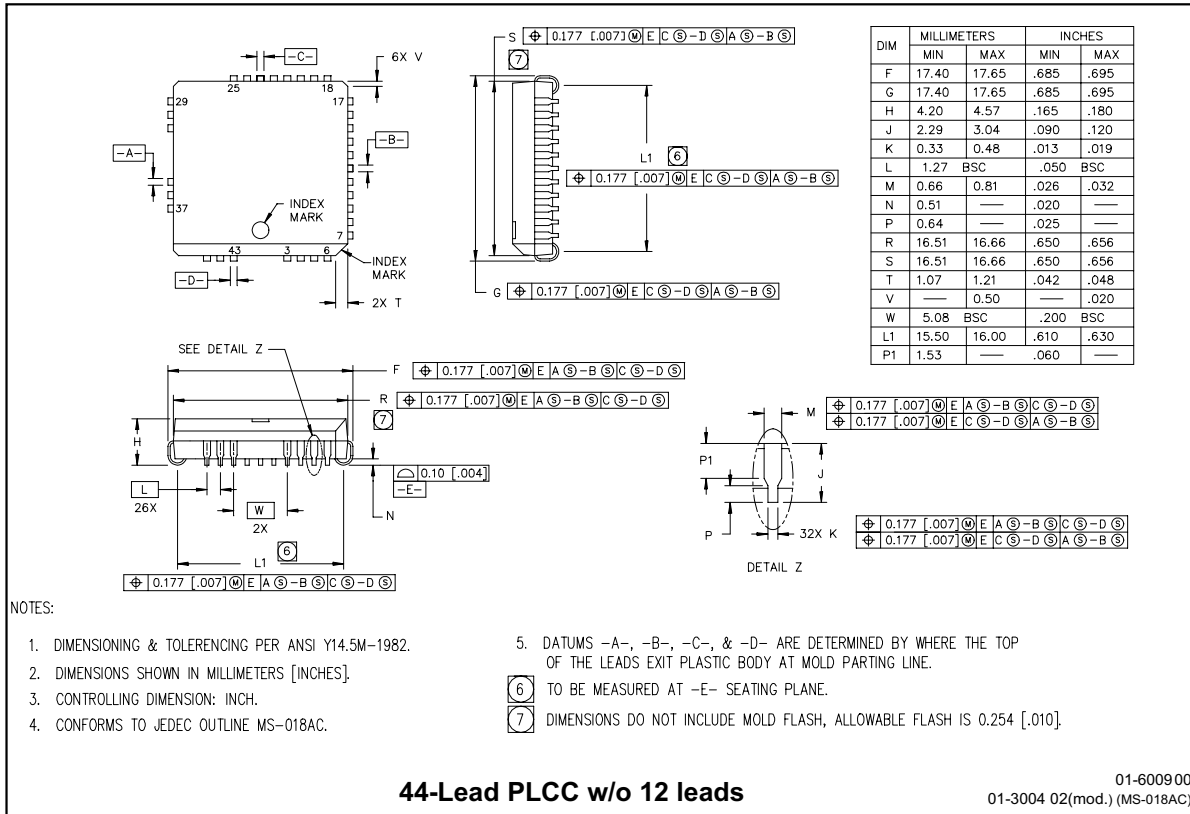 -C-
6X V
25
18
29
17
-B-
-A-
37
INDEX
MARK
7
43
3
6
INDEX
MARK
-D-
2X T
S ⌖ 0.177 [.007]Ⓜ E C Ⓢ-D Ⓢ A Ⓢ-B Ⓢ
7
L1 6
⌖ 0.177 [.007]Ⓜ E C Ⓢ-D Ⓢ A Ⓢ-B Ⓢ
G ⌖ 0.177 [.007]Ⓜ E C Ⓢ-D Ⓢ A Ⓢ-B Ⓢ
DIM MILLIMETERS INCHES
MIN MAX MIN MAX
F 17.40 17.65 .685 .695
G 17.40 17.65 .685 .695
H 4.20 4.57 .165 .180
J 2.29 3.04 .090 .120
K 0.33 0.48 .013 .019
L 1.27 BSC .050 BSC
M 0.66 0.81 .026 .032
N 0.51 — .020 —
P 0.64 — .025 —
R 16.51 16.66 .650 .656
S 16.51 16.66 .650 .656
T 1.07 1.21 .042 .048
V — 0.50 — .020
W 5.08 BSC .200 BSC
L1 15.50 16.00 .610 .630
P1 1.53 — .060 —
SEE DETAIL Z
F ⌖ 0.177 [.007]Ⓜ E A Ⓢ-B Ⓢ C Ⓢ-D Ⓢ
R ⌖ 0.177 [.007]Ⓜ E A Ⓢ-B Ⓢ C Ⓢ-D Ⓢ
7
H
⌓ 0.10 [.004]
-E-
L
26X
W
2X
N
L1 6
⌖ 0.177 [.007]Ⓜ E A Ⓢ-B Ⓢ C Ⓢ-D Ⓢ
M ⌖ 0.177 [.007]Ⓜ E A Ⓢ-B Ⓢ C Ⓢ-D Ⓢ
⌖ 0.177 [.007]Ⓜ E C Ⓢ-D Ⓢ A Ⓢ-B Ⓢ
P1
J
P
32X K
⌖ 0.177 [.007]Ⓜ E A Ⓢ-B Ⓢ C Ⓢ-D Ⓢ
⌖ 0.177 [.007]Ⓜ E C Ⓢ-D Ⓢ A Ⓢ-B Ⓢ
DETAIL Z
NOTES:
1. DIMENSIONING & TOLERENCING PER ANSI Y14.5M-1982.
2. DIMENSIONS SHOWN IN MILLIMETERS [INCHES].
3. CONTROLLING DIMENSION: INCH.
4. CONFORMS TO JEDEC OUTLINE MS-018AC.
5. DATUMS -A-, -B-, -C-, & -D- ARE DETERMINED BY WHERE THE TOP
OF THE LEADS EXIT PLASTIC BODY AT MOLD PARTING LINE.
6 TO BE MEASURED AT -E- SEATING PLANE.
7 DIMENSIONS DO NOT INCLUDE MOLD FLASH, ALLOWABLE FLASH IS 0.254 [.010].
44-Lead PLCC w/o 12 leads
01-6009 00
01-3004 02(mod.) (MS-018AC)